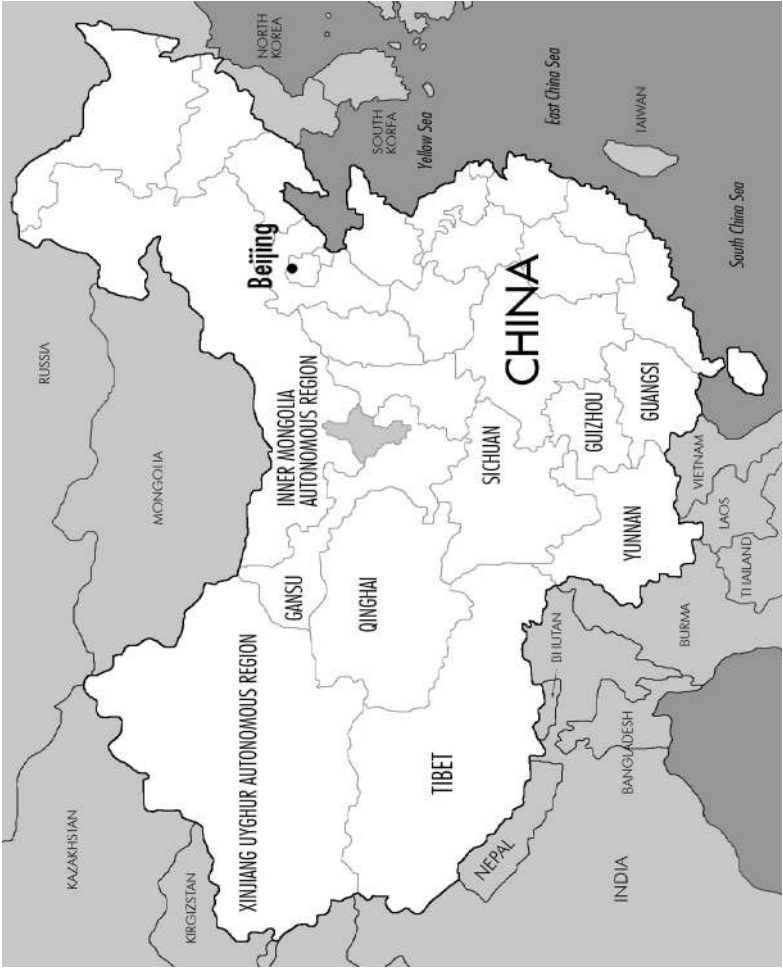 RUSSIA
KAZAKHSTAN
MONGOLIA
KIRGIZSTAN
XINJIANG UYGHUR AUTONOMOUS REGION
Beijing
NORTH
KOREA
INNER MONGOLIA
AUTONOMOUS REGION
GANSU
QINGHAI
SOUTH
KOREA
Yellow Sea
TIBET
SICHUAN
NEPAL
CHINA
East China Sea
BHUTAN
GUIZHOU
INDIA
BANGLADESH
YUNNAN
TAIWAN
GUANGSI
BURMA
VIETNAM
LAOS
South China Sea
THAILAND